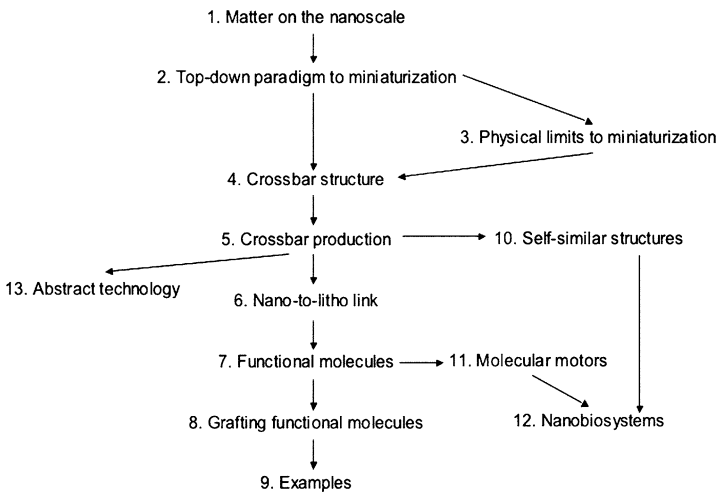 1. Matter on the nanoscale
2. Top-down paradigm to miniaturization
3. Physical limits to miniaturization
4. Crossbar structure
5. Crossbar production
10. Self-similar structures
13. Abstract technology
6. Nano-to-litho link
7. Functional molecules
11. Molecular motors
8. Grafting functional molecules
12. Nanobiosystems
9. Examples